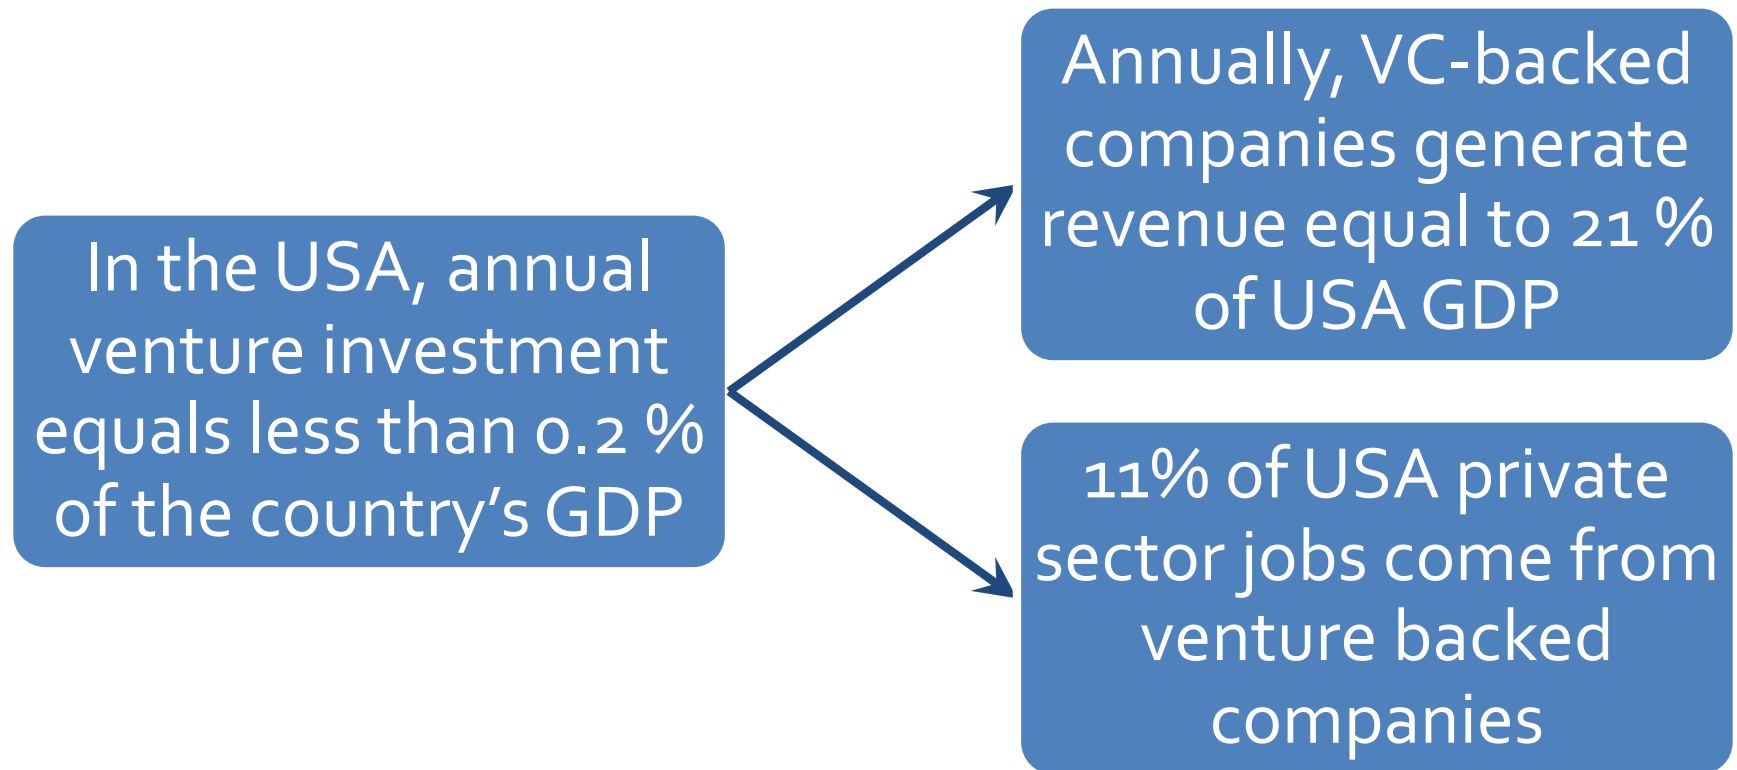 In the USA, annual
venture investment
equals less than 0.2 %
of the country’s GDP
Annually, VC-backed
companies generate
revenue equal to 21 %
of USA GDP
11% of USA private
sector jobs come from
venture backed
companies